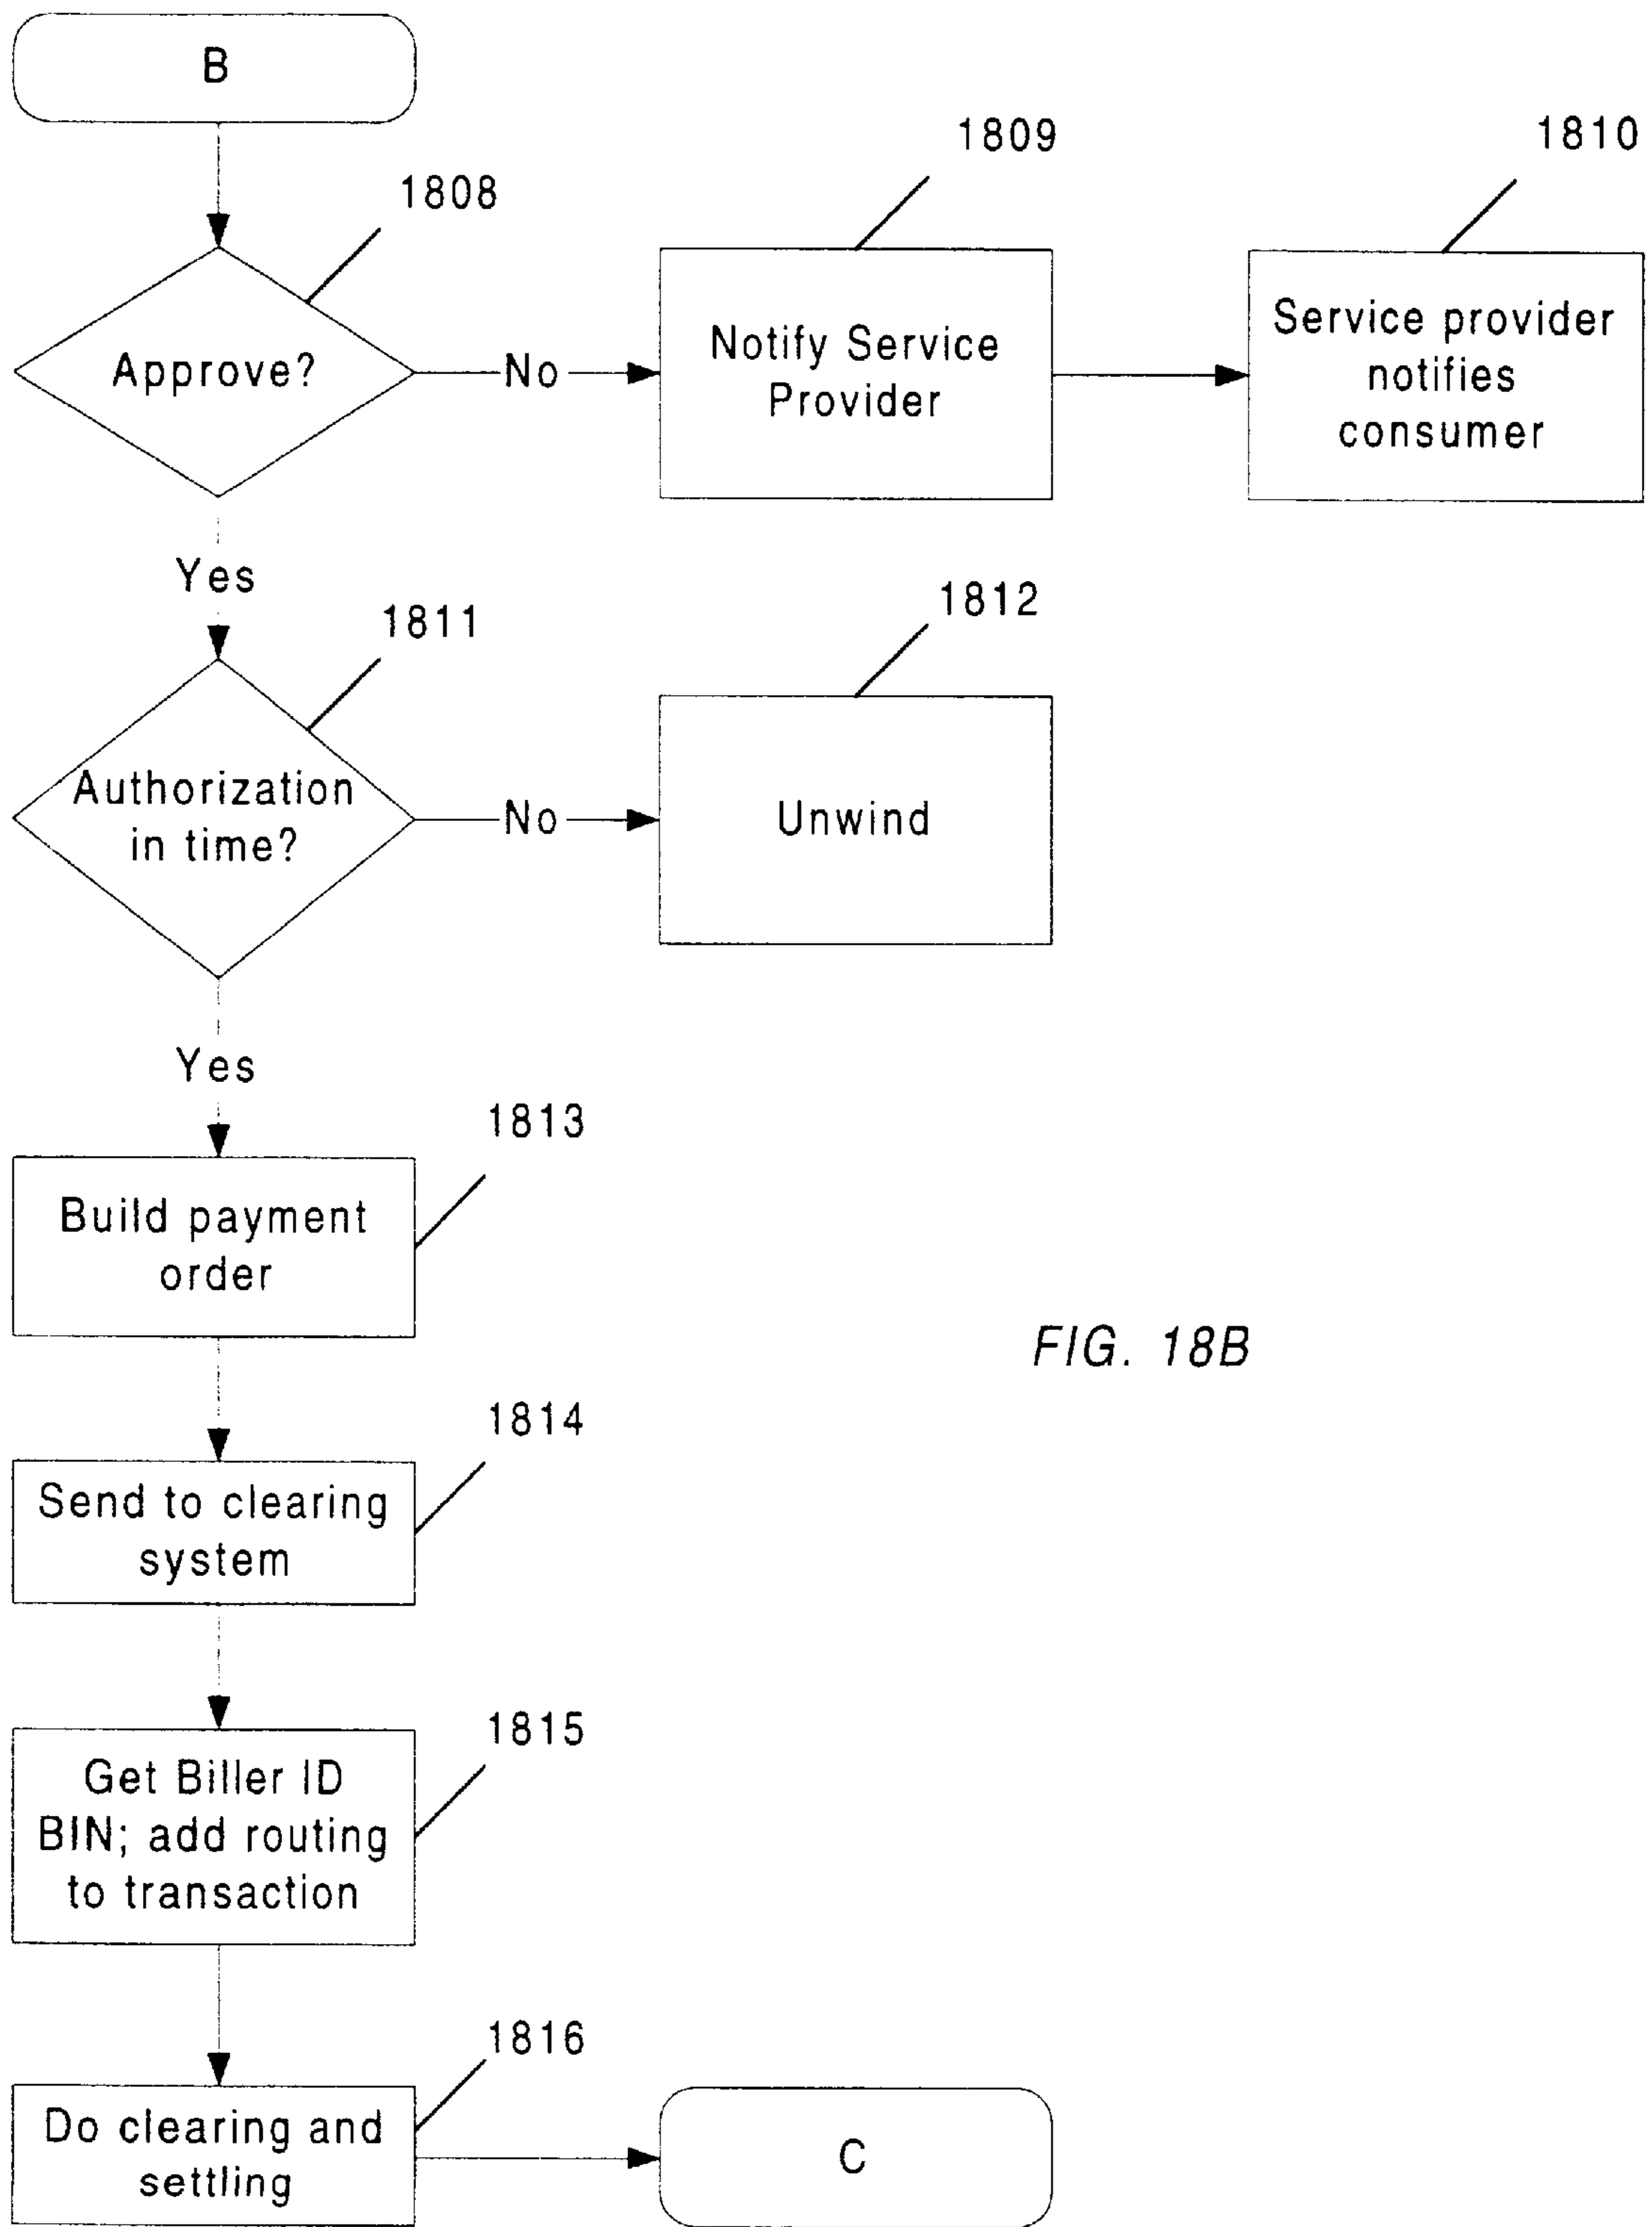 B
1808
1809
1810
Approve?
No
Notify Service
Provider
Service provider
notifies
consumer
Yes
1811
1812
Authorization
in time?
No
Unwind
Yes
1813
Build payment
order
FIG. 18B
1814
Send to clearing
system
1815
Get Biller ID
BIN; add routing
to transaction
1816
Do clearing and
settling
C